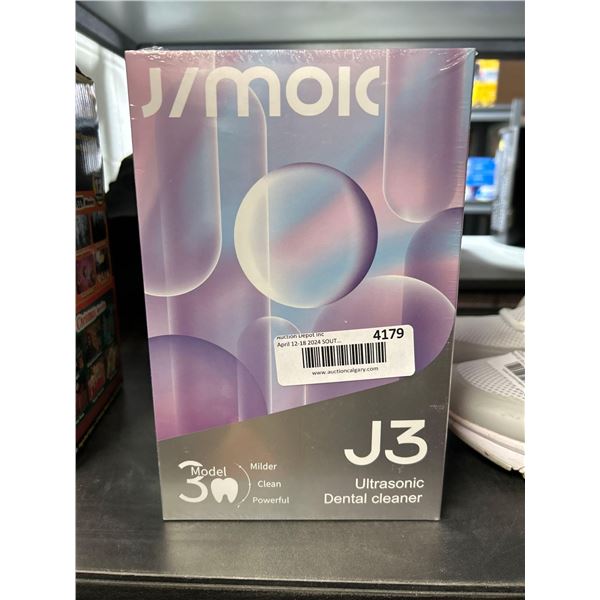 J/MOIC
Auction Depot Inc
4179
April 12-18 2024 SOUT...
www.auctioncalgary.com
J3
Ultrasonic
Dental cleaner
3 Model
Milder
Clean
Powerful